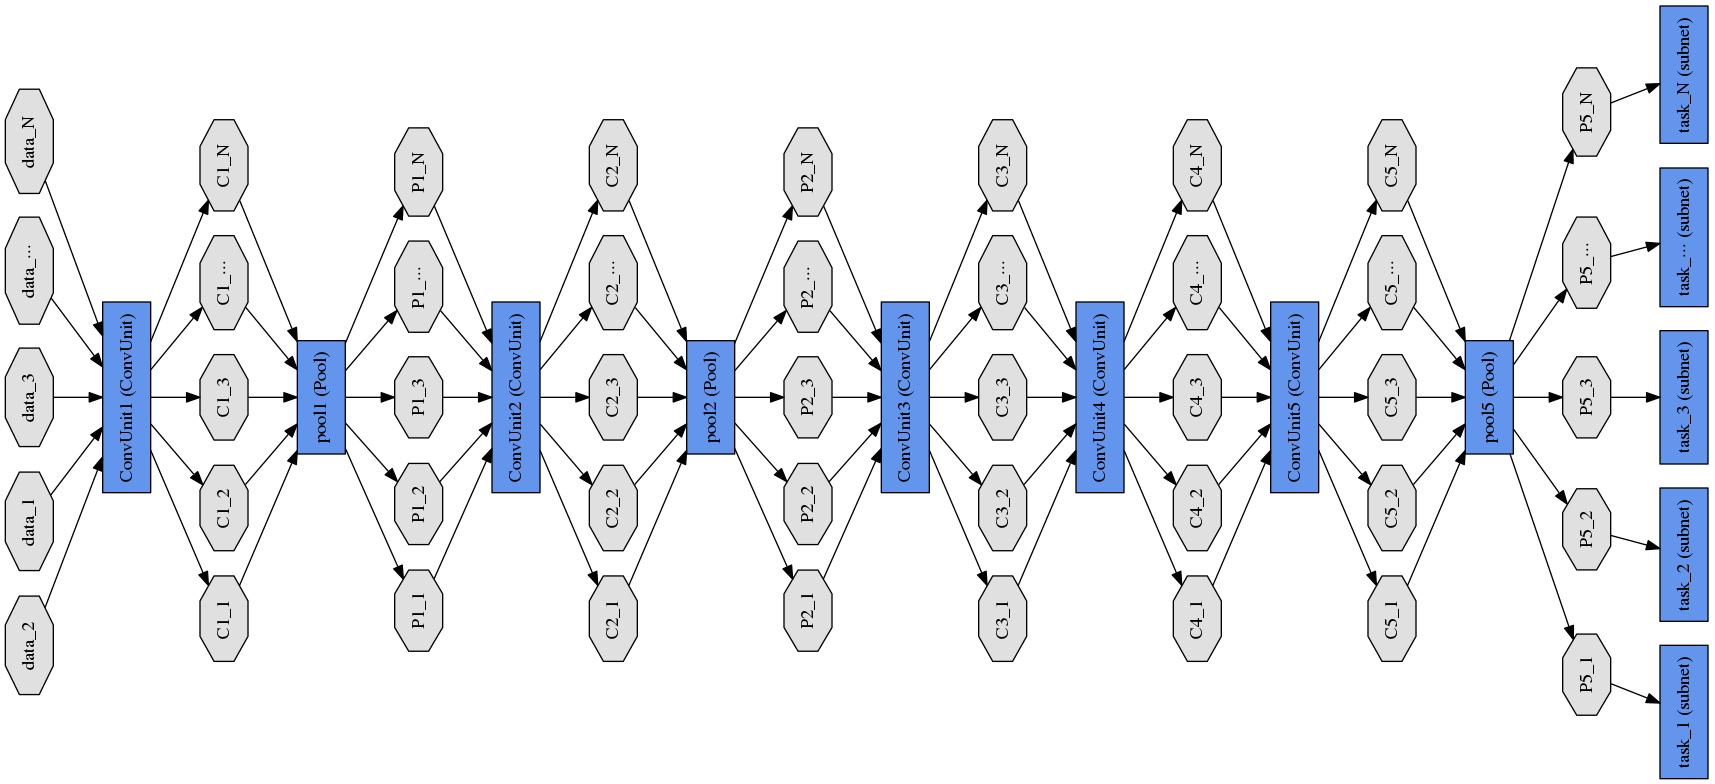 data_N
data_...
data_3
data_1
data_2
ConvUnit1 (ConvUnit)
C1_N
C1_...
C1_3
C1_2
C1_1
pool1 (Pool)
P1_N
P1_...
P1_3
P1_2
P1_1
ConvUnit2 (ConvUnit)
C2_N
C2_...
C2_3
C2_2
C2_1
pool2 (Pool)
P2_N
P2_...
P2_3
P2_2
P2_1
ConvUnit3 (ConvUnit)
C3_N
C3_...
C3_3
C3_2
C3_1
ConvUnit4 (ConvUnit)
C4_N
C4_...
C4_3
C4_2
C4_1
ConvUnit5 (ConvUnit)
C5_N
C5_...
C5_3
C5_2
C5_1
pool5 (Pool)
P5_N
P5_...
P5_3
P5_2
P5_1
task_N (subnet)
task_... (subnet)
task_3 (subnet)
task_2 (subnet)
task_1 (subnet)